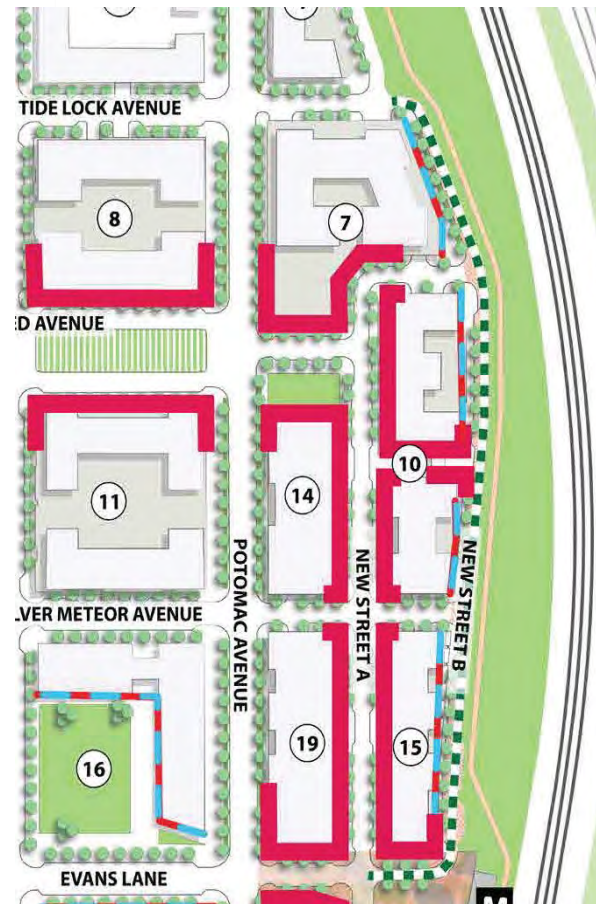 TIDE LOCK AVENUE
8
7
ED AVENUE
10
11
14
POTOMAC AVENUE
NEW STREET A
NEW STREET B
LVER METEOR AVENUE
16
19
15
EVANS LANE
M